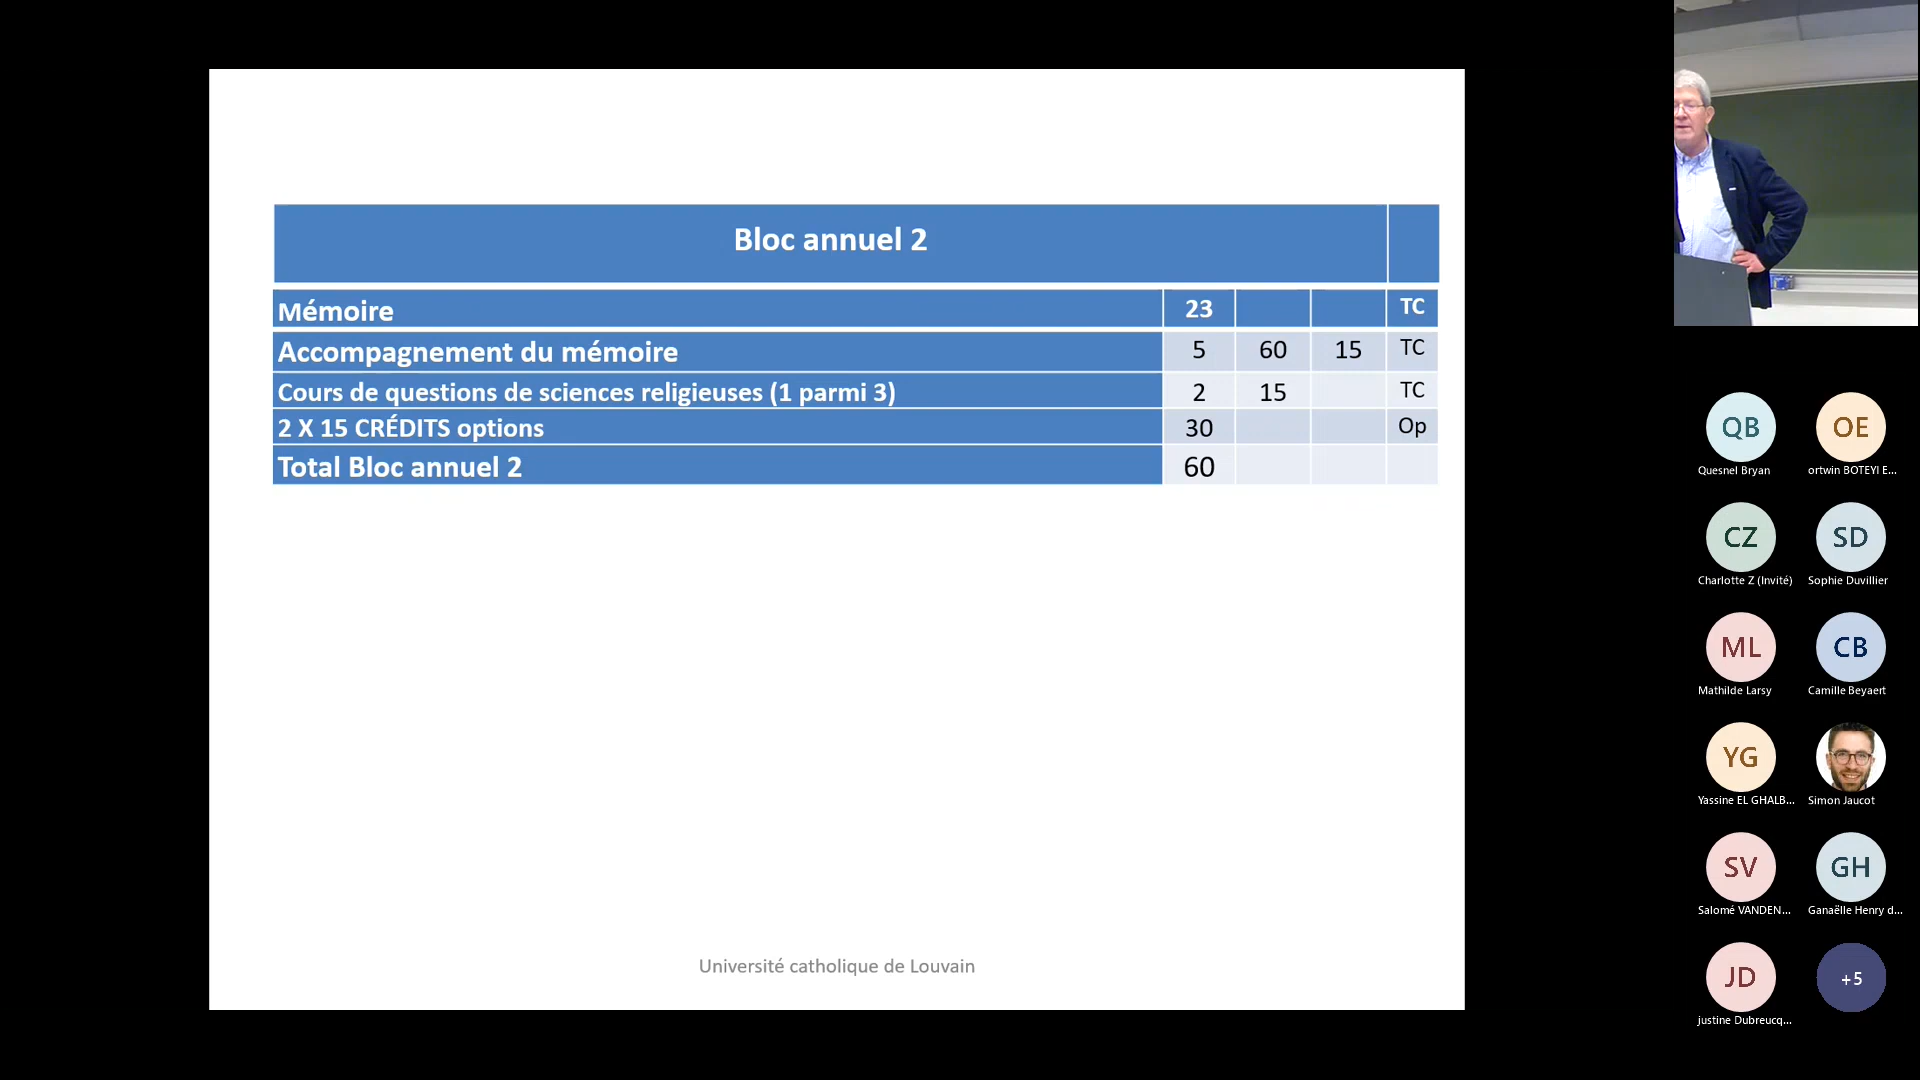 Bloc annuel 2
Mémoire 23 TC
Accompagnement du mémoire 5 60 15 TC
Cours de questions de sciences religieuses (1 parmi 3) 2 15 TC
2 X 15 CRÉDITS options 30 Op
Total Bloc annuel 2 60
Université catholique de Louvain
QB OE
Quesnel Bryan ortwin BOTEYI E...
CZ SD
Charlotte Z (Invité) Sophie Duvillier
ML CB
Mathilde Larsy Camille Beyaert
YG
Yassine EL GHALB... Simon Jaucot
SV GH
Salomé VANDEN... Ganaëlle Henry d...
JD +5
justine Dubreucq...